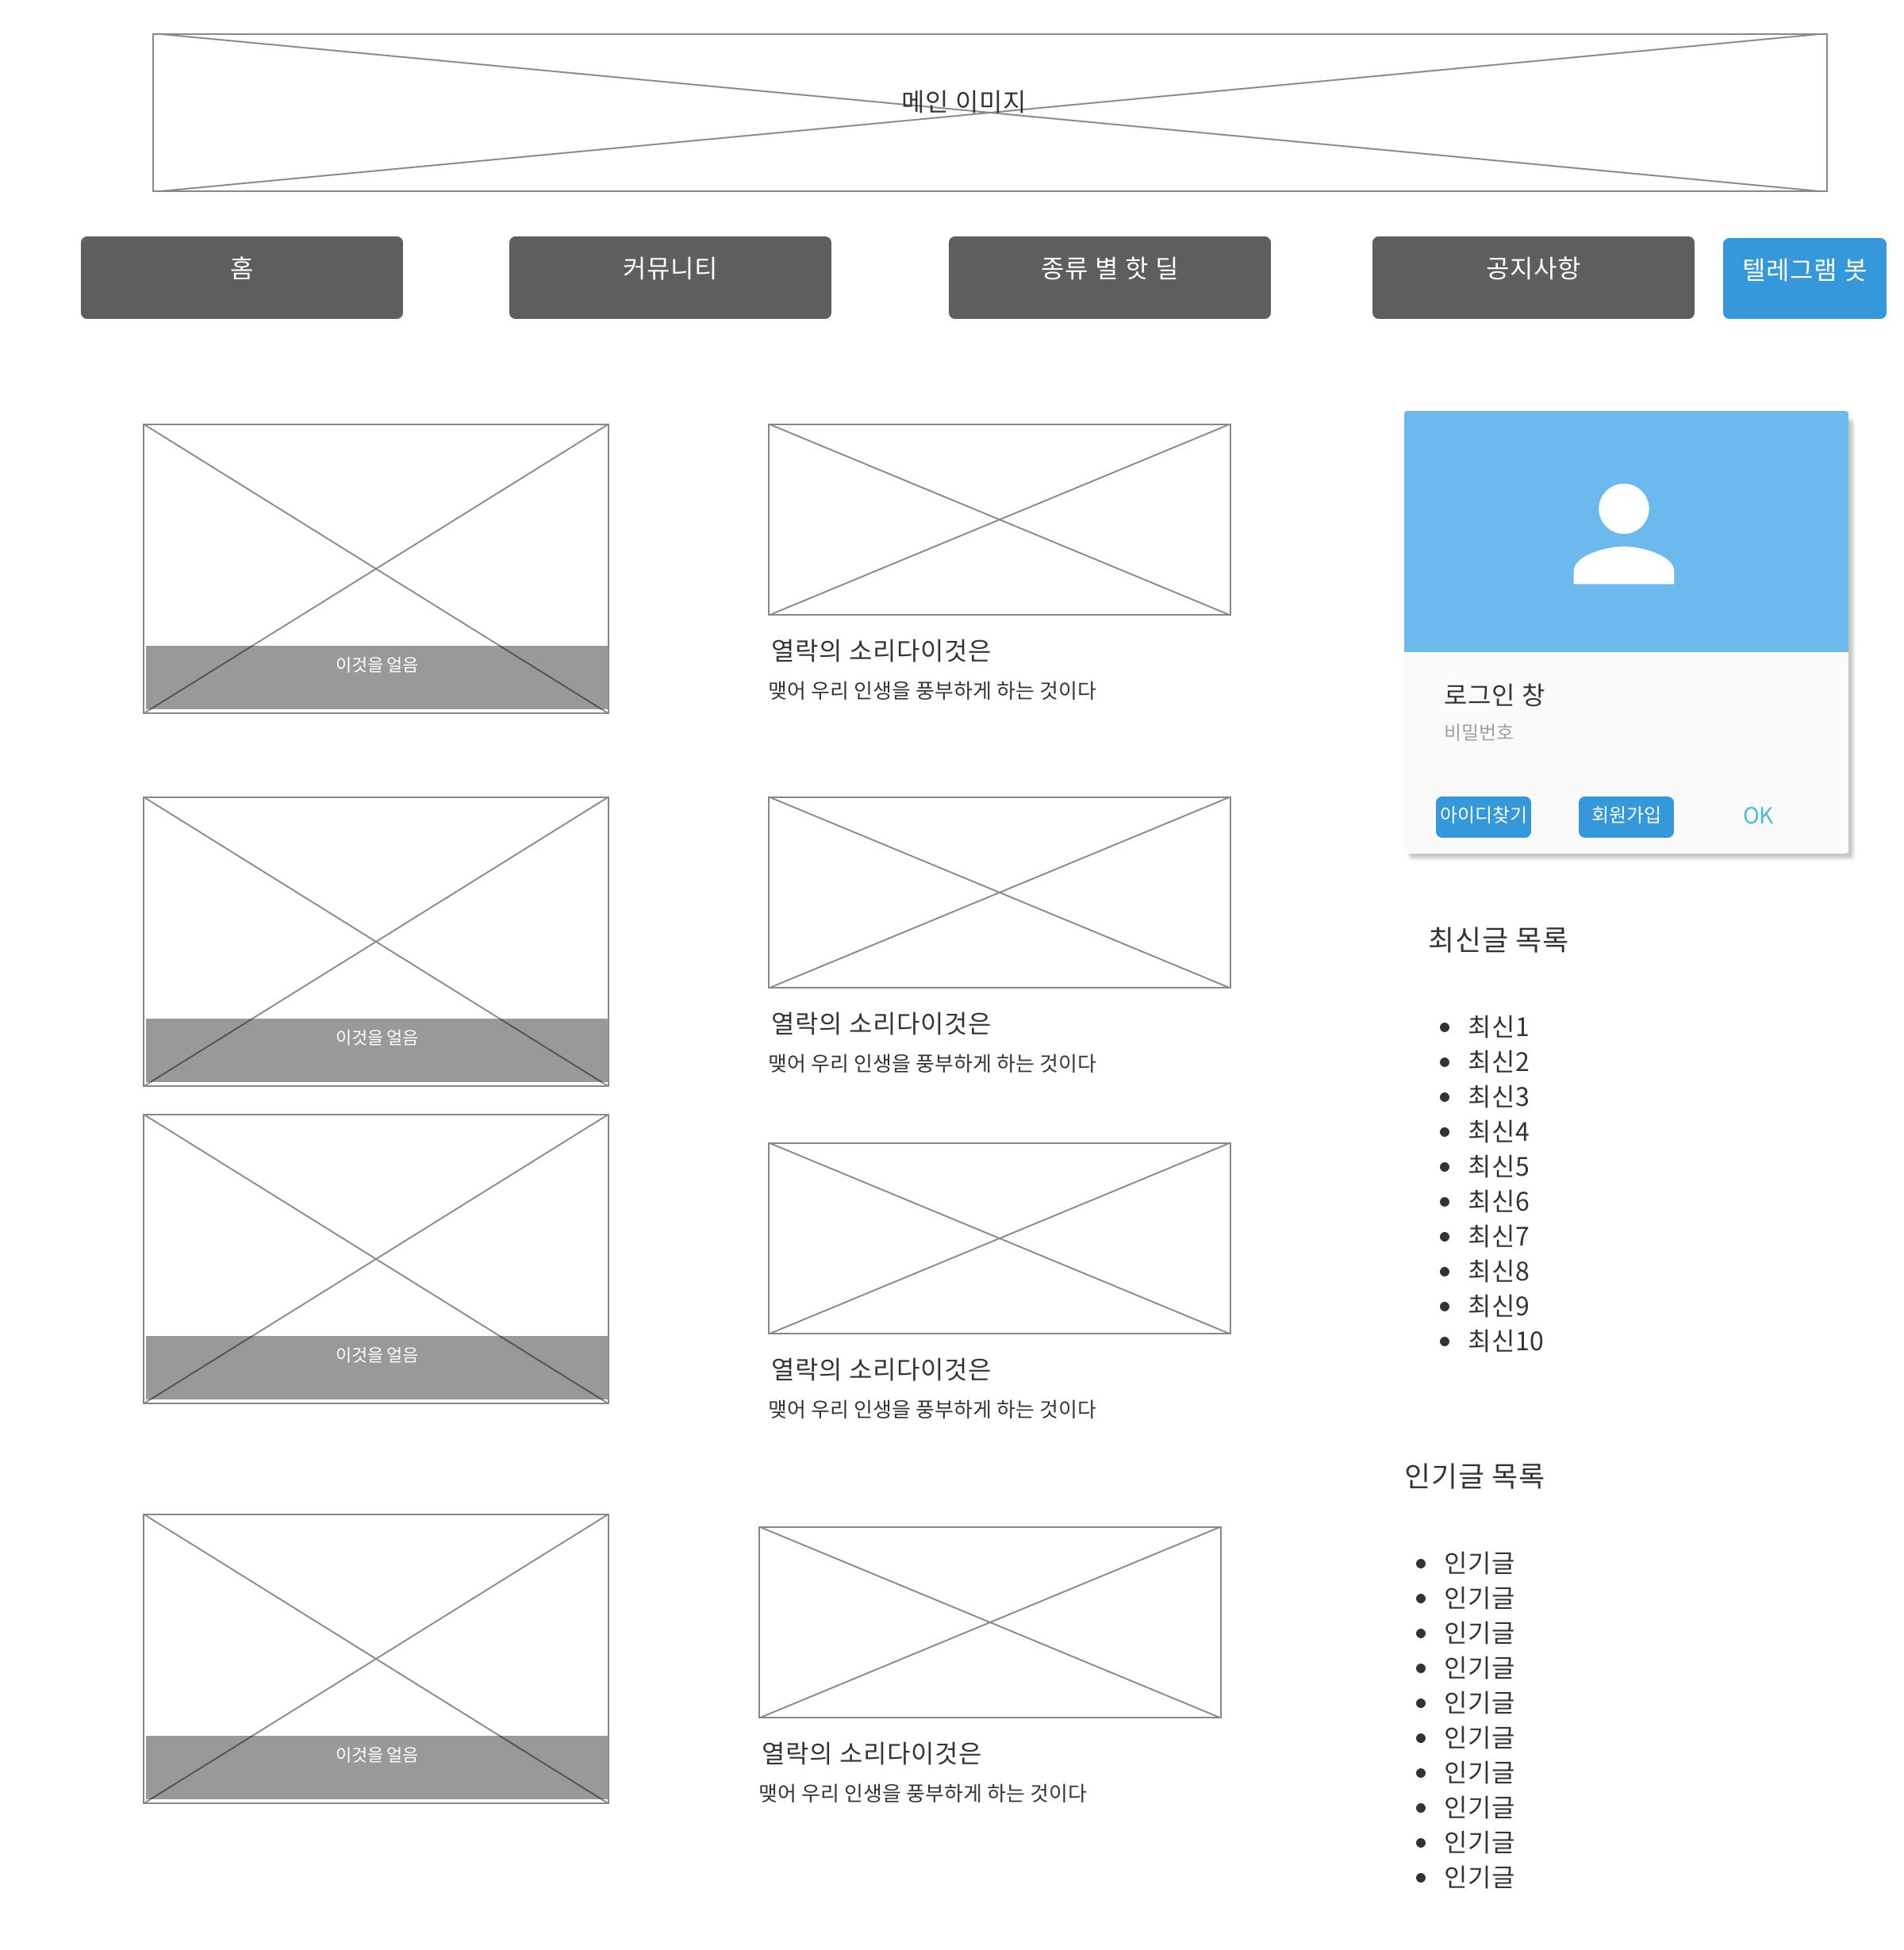 메인 이미지
홈
커뮤니티
종류 별 핫 딜
공지사항
텔레그램 봇
이것을 얼음
열락의 소리다이것은
맺어 우리 인생을 풍부하게 하는 것이다
로그인 창
비밀번호
아이디찾기
회원가입
OK
이것을 얼음
열락의 소리다이것은
맺어 우리 인생을 풍부하게 하는 것이다
이것을 얼음
열락의 소리다이것은
맺어 우리 인생을 풍부하게 하는 것이다
이것을 얼음
열락의 소리다이것은
맺어 우리 인생을 풍부하게 하는 것이다
최신글 목록
최신1
최신2
최신3
최신4
최신5
최신6
최신7
최신8
최신9
최신10
인기글 목록
인기글
인기글
인기글
인기글
인기글
인기글
인기글
인기글
인기글
인기글